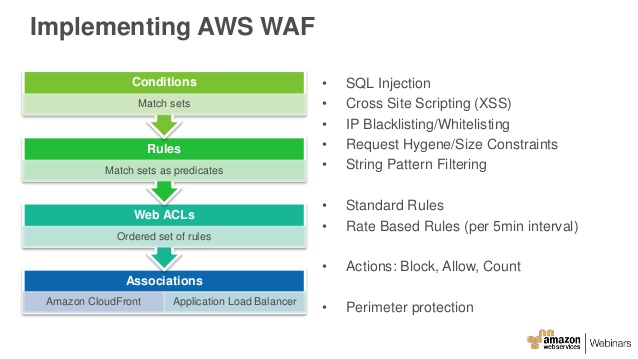 Implementing AWS WAF
Conditions
Match sets
Rules
Match sets as predicates
Web ACLs
Ordered set of rules
Associations
Amazon CloudFront
Application Load Balancer
• SQL Injection
• Cross Site Scripting (XSS)
• IP Blacklisting/Whitelisting
• Request Hygene/Size Constraints
• String Pattern Filtering
• Standard Rules
• Rate Based Rules (per 5min interval)
• Actions: Block, Allow, Count
• Perimeter protection
amazon
web services
Webinars